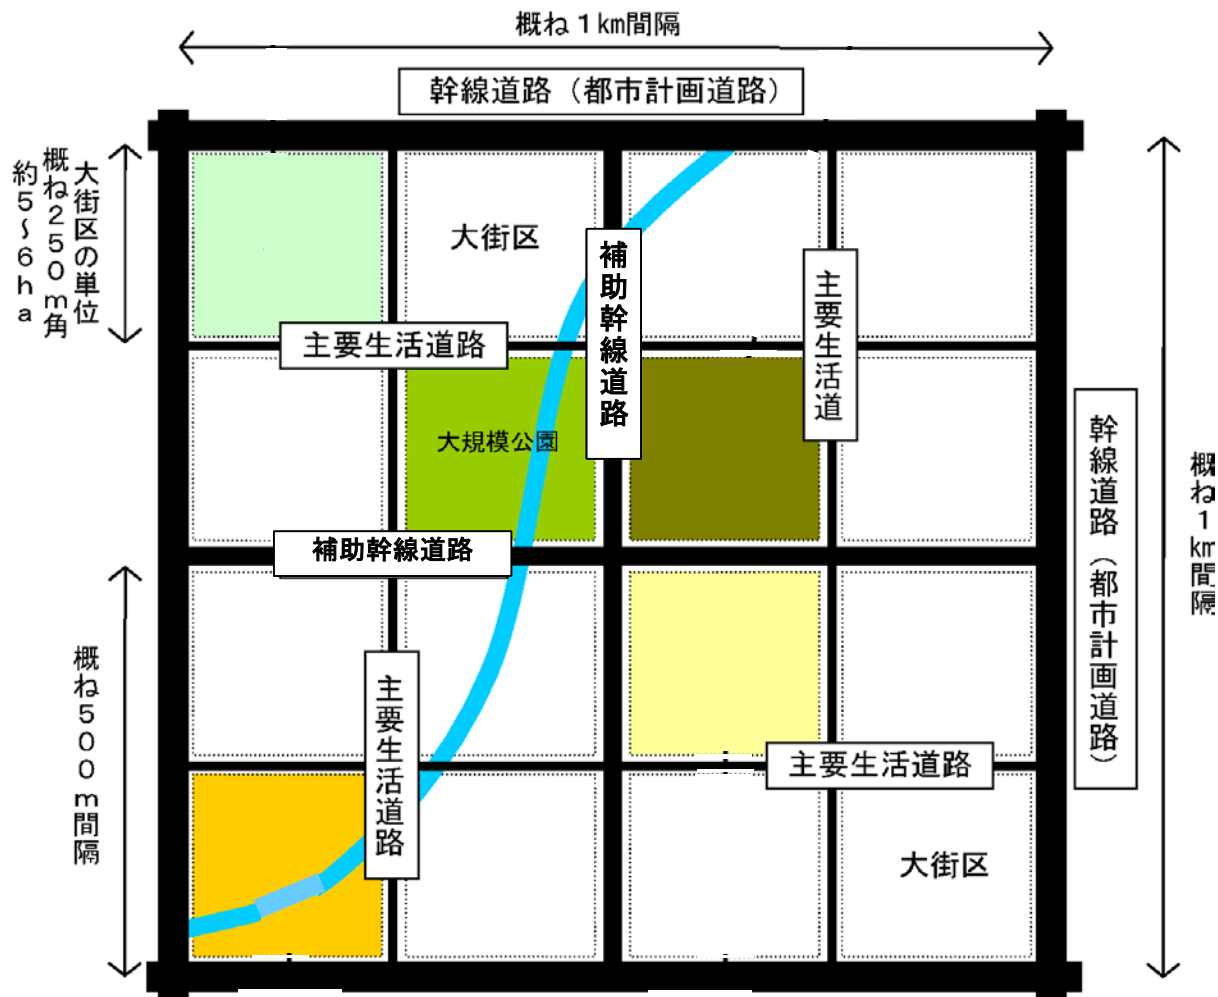 概ね１km間隔
幹線道路（都市計画道路）
大街区の単位
概ね２５０ｍ角
約５～６ｈａ
大街区
補助幹線道路
主要生活道
主要生活道路
大規模公園
幹線道路（都市計画道路）
概ね１km間隔
補助幹線道路
概ね５００ｍ間隔
主要生活道路
主要生活道路
大街区